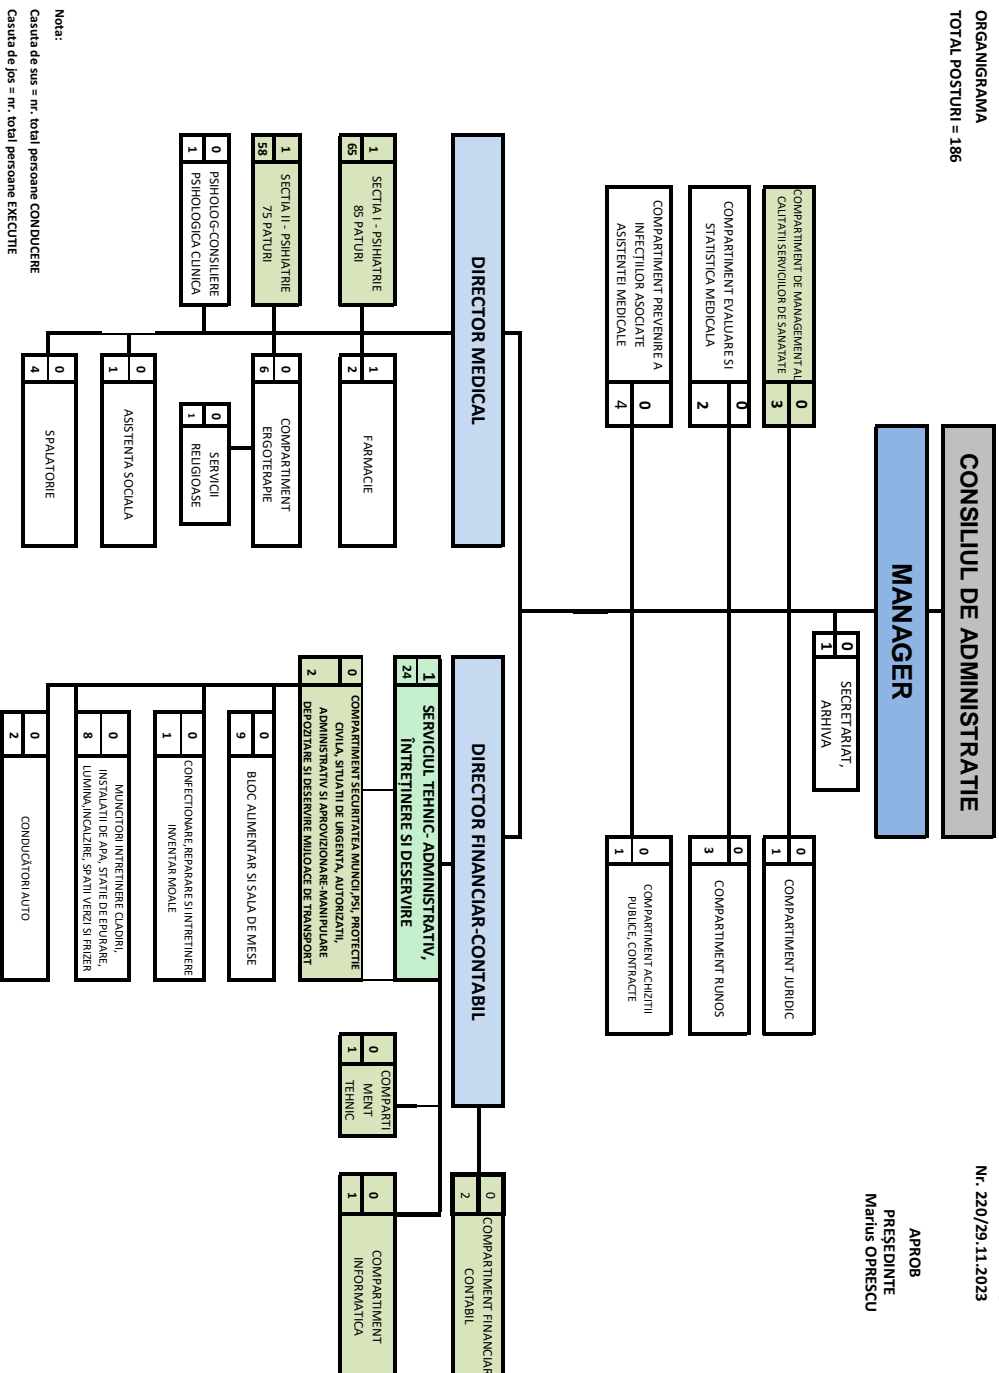 ORGANIGRAMA
TOTAL POSTURI = 186
Nr. 220/29.11.2023
APROB
PREȘEDINTE
Marius OPRESCU
CONSILIUL DE ADMINISTRATIE
MANAGER
0
1
SECRETARIAT,
ARHIVA
COMPARTIMENT DE MANAGEMENT AL
CALITATII SERVICIILOR DE SANATATE
0
3
0
1
COMPARTIMENT JURIDIC
COMPARTIMENT EVALUARE SI
STATISTICA MEDICALA
0
2
0
3
COMPARTIMENT RUNOS
COMPARTIMENT PREVENIRE A
INFECȚIILOR ASOCIATE
ASISTENTEI MEDICALE
0
4
0
1
COMPARTIMENT ACHIZITII
PUBLICE, CONTRACTE
DIRECTOR MEDICAL
DIRECTOR FINANCIAR-CONTABIL
0
2
COMPARTIMENT FINANCIAR
CONTABIL
1
65
SECTIA I - PSIHIATRIE
85 PATURI
1
2
FARMACIE
1
58
SECTIA II - PSIHIATRIE
75 PATURI
0
6
COMPARTIMENT
ERGOTERAPIE
0
1
PSIHOLOG-CONSILIERE
PSIHOLOGICA CLINICA
0
1
SERVICII
RELIGIOASE
0
1
ASISTENTA SOCIALA
0
4
SPALATORIE
1
24
SERVICIUL TEHNIC- ADMINISTRATIV,
ÎNTREȚINERE SI DESERVIRE
0
2
COMPARTIMENT SECURITATEA MUNCII,PSI, PROTECTIE
CIVILA, SITUATII DE URGENTA, AUTORIZATII,
ADMINISTRATIV SI APROVIZIONARE-MANIPULARE
DEPOZITARE SI DESERVIRE MIJLOACE DE TRANSPORT
0
9
BLOC ALIMENTAR SI SALA DE MESE
0
1
CONFECTIONARE,REPARARE SI INTRETINERE
INVENTAR MOALE
0
8
MUNCITORI INTRETINERE CLADIRI,
INSTALATII DE APA, STATIE DE EPURARE,
LUMINA,INCALZIRE, SPATII VERZI SI FRIZER
0
2
CONDUCĂTORI AUTO
0
1
COMPARTI
MENT
TEHNIC
0
1
COMPARTIMENT
INFORMATICA
Nota:
Casuta de sus = nr. total persoane CONDUCERE
Casuta de jos = nr. total persoane EXECUTIE